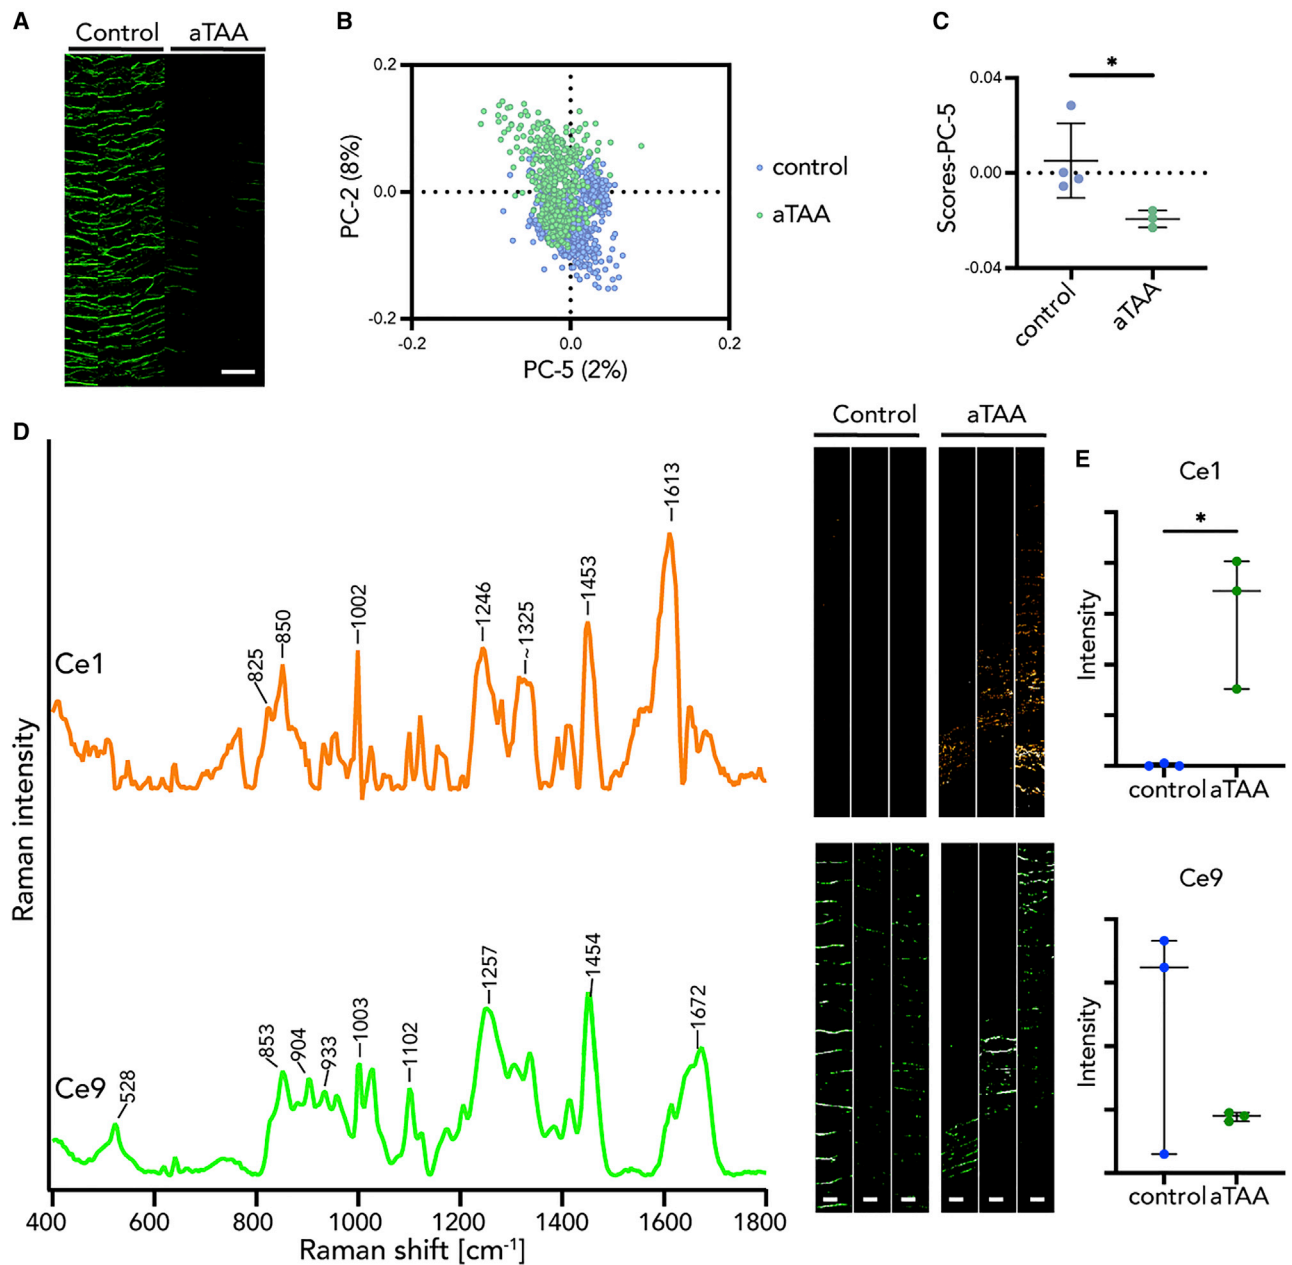 A
Control aTAA
B
0.2
0.0
-0.2
-0.2 0.0 0.2
PC-2 (8%)
PC-5 (2%)
control
aTAA
C
*
0.04
0.00
-0.04
Scores-PC-5
control
aTAA
D
Raman intensity
Ce1
825
850
1002
1246
~1325
1453
1613
Ce9
528
853
904
933
1003
1102
1257
1454
1672
400 600 800 1000 1200 1400 1600 1800
Raman shift [cm-1]
Control aTAA
E
Ce1
*
Intensity
control aTAA
Ce9
Intensity
control aTAA